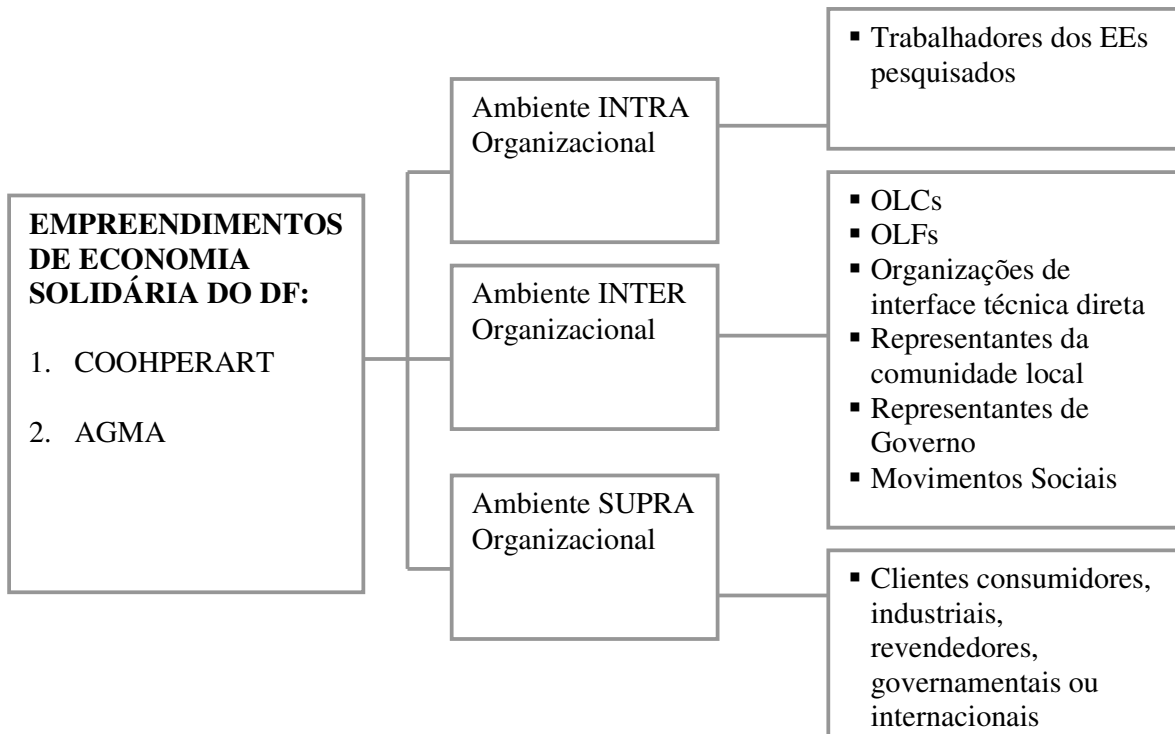 EMPREENDIMENTOS
DE ECONOMIA
SOLIDÁRIA DO DF:
1. COOHPERART
2. AGMA
Ambiente INTRA
Organizacional
Ambiente INTER
Organizacional
Ambiente SUPRA
Organizacional
▪ Trabalhadores dos EEs
pesquisados
▪ OLCs
▪ OLFs
▪ Organizações de
interface técnica direta
▪ Representantes da
comunidade local
▪ Representantes de
Governo
▪ Movimentos Sociais
▪ Clientes consumidores,
industriais,
revendedores,
governamentais ou
internacionais